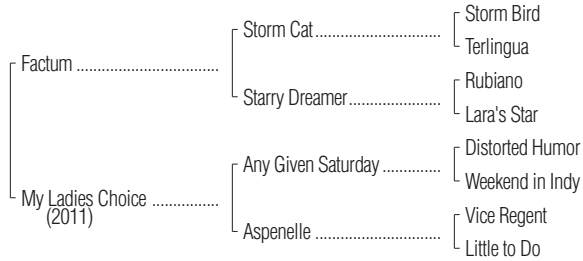 Storm Bird
Storm Cat
Terlingua
Factum
Rubiano
Starry Dreamer
Lara's Star
Distorted Humor
Any Given Saturday
Weekend in Indy
My Ladies Choice
(2011)
Vice Regent
Aspenelle
Little to Do